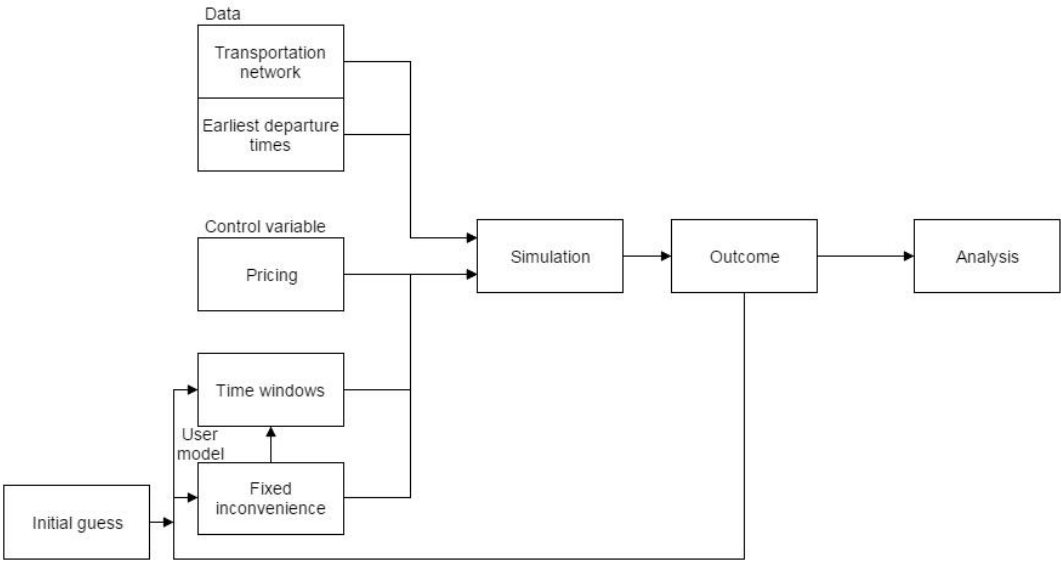 Data
Transportation
network
Earliest departure
times
Control variable
Pricing
Simulation
Outcome
Analysis
Time windows
User
model
Fixed
inconvenience
Initial guess